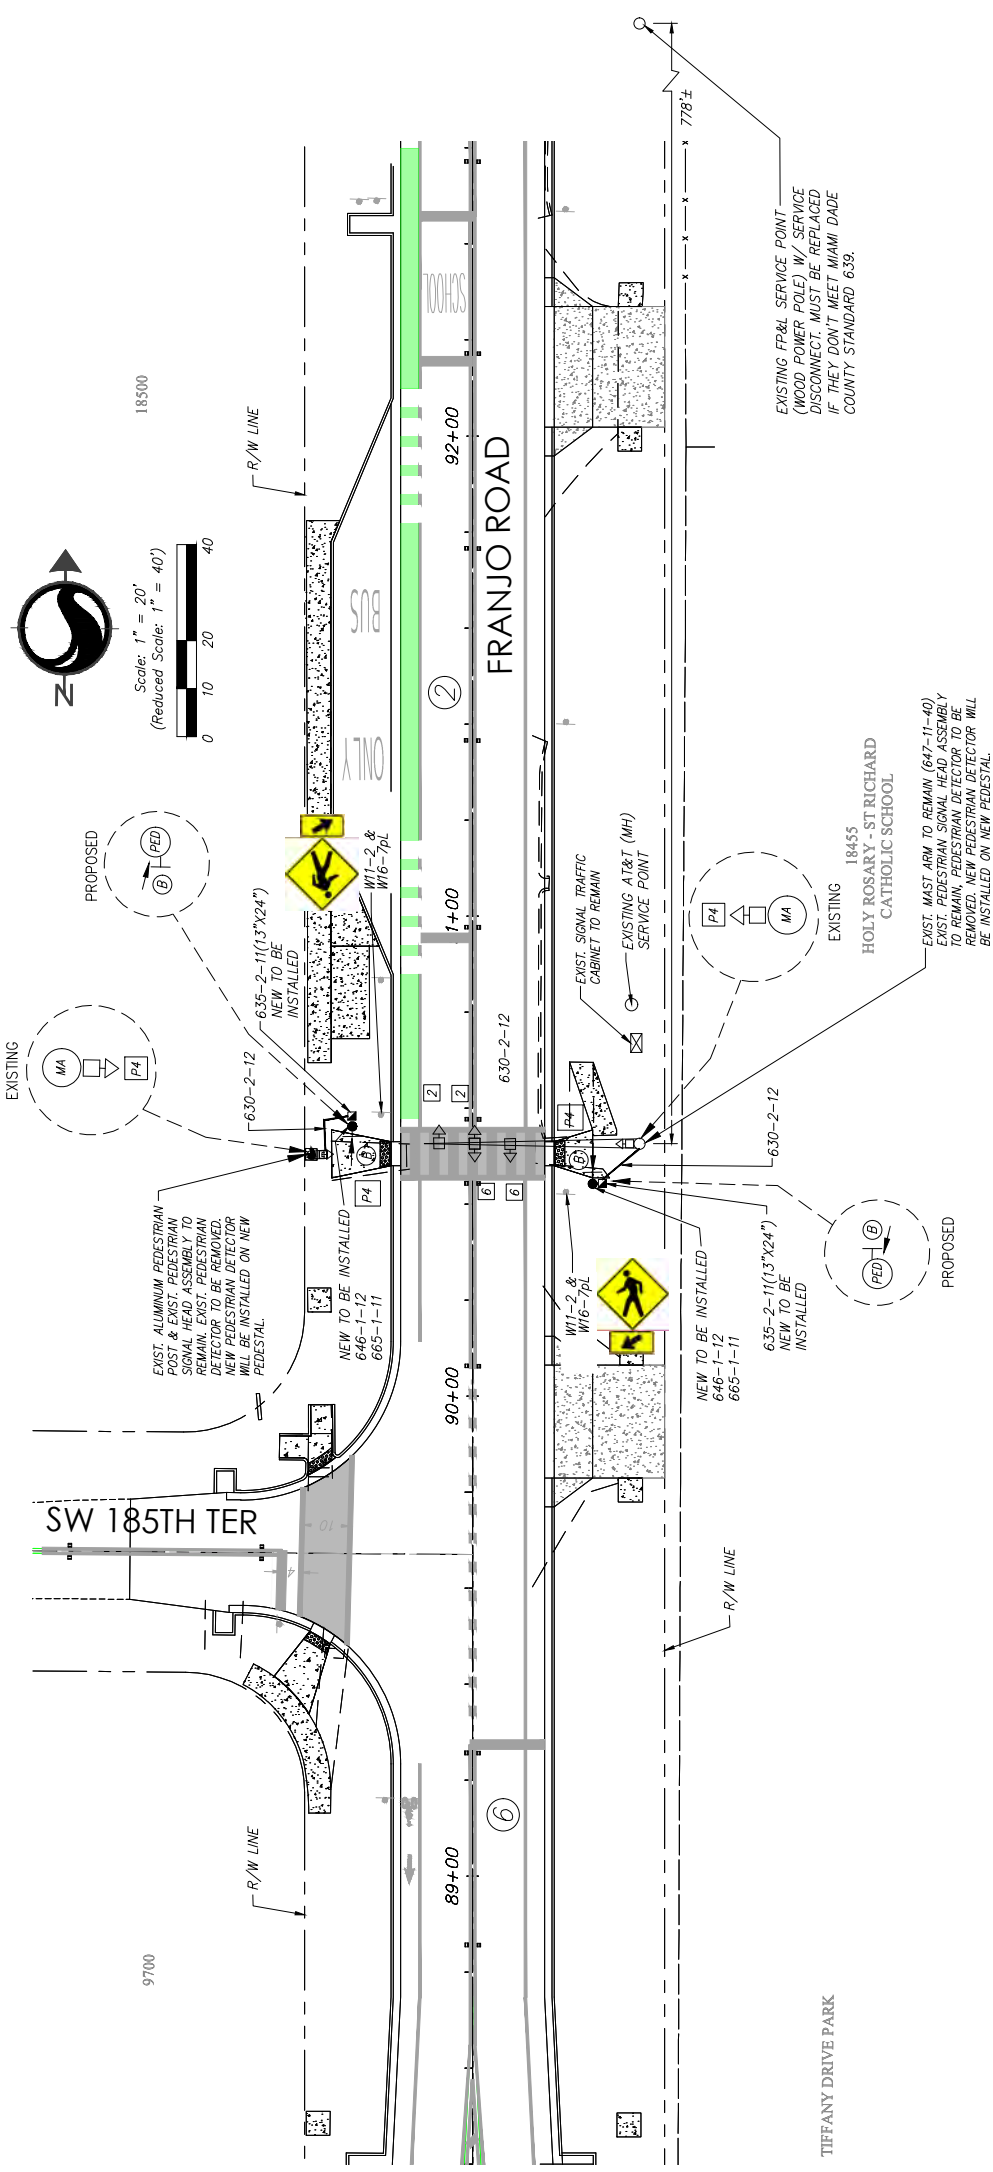 18500
R/W LINE
Scale: 1" = 20'
(Reduced Scale: 1" = 40')
0 10 20 40
N
SCHOOL
92+00
FRANJO ROAD
BUS
ONLY
2
778'±
EXISTING FP&L SERVICE POINT
(WOOD POWER POLE) W/ SERVICE
DISCONNECT. MUST BE REPLACED
IF THEY DON'T MEET MIAMI DADE
COUNTY STANDARD 639.
PROPOSED
B
PED
W11-2 &
W16-7pL
635-2-11(13"X24")
NEW TO BE
INSTALLED
630-2-12
EXISTING
MA
P4
1+00
630-2-12
2
2
EXIST. SIGNAL TRAFFIC
CABINET TO REMAIN
EXISTING AT&T (MH)
SERVICE POINT
P4
MA
EXISTING
18455
HOLY ROSARY - ST RICHARD
CATHOLIC SCHOOL
EXIST. MAST ARM TO REMAIN (647-11-40)
EXIST. PEDESTRIAN SIGNAL HEAD ASSEMBLY
TO REMAIN, PEDESTRIAN DETECTOR TO BE
REMOVED. NEW PEDESTRIAN DETECTOR WILL
BE INSTALLED ON NEW PEDESTAL.
P4
B
B
P4
6
6
630-2-12
EXIST. ALUMINUM PEDESTRIAN
POST & EXIST. PEDESTRIAN
SIGNAL HEAD ASSEMBLY TO
REMAIN. EXIST. PEDESTRIAN
DETECTOR TO BE REMOVED.
NEW PEDESTRIAN DETECTOR
WILL BE INSTALLED ON NEW
PEDESTAL.
NEW TO BE INSTALLED
646-1-12
665-1-11
W11-2 &
W16-7pL
NEW TO BE INSTALLED
646-1-12
665-1-11
635-2-11(13"X24")
NEW TO BE
INSTALLED
PED
B
PROPOSED
90+00
SW 185TH TER
10
4
R/W LINE
6
89+00
R/W LINE
9700
TIFFANY DRIVE PARK